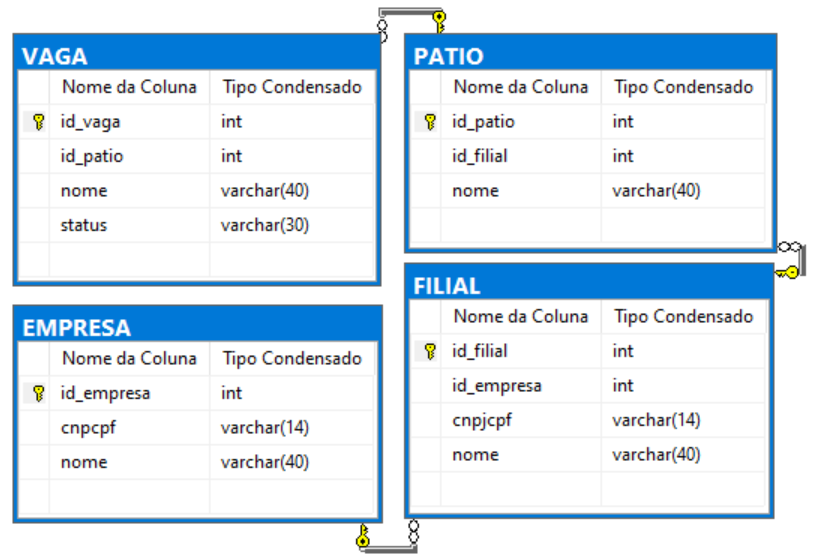 VAGA
Nome da Coluna Tipo Condensado
id_vaga int
id_patio int
nome varchar(40)
status varchar(30)
PATIO
Nome da Coluna Tipo Condensado
id_patio int
id_filial int
nome varchar(40)
EMPRESA
Nome da Coluna Tipo Condensado
id_empresa int
cnpcpf varchar(14)
nome varchar(40)
FILIAL
Nome da Coluna Tipo Condensado
id_filial int
id_empresa int
cnpjcpf varchar(14)
nome varchar(40)